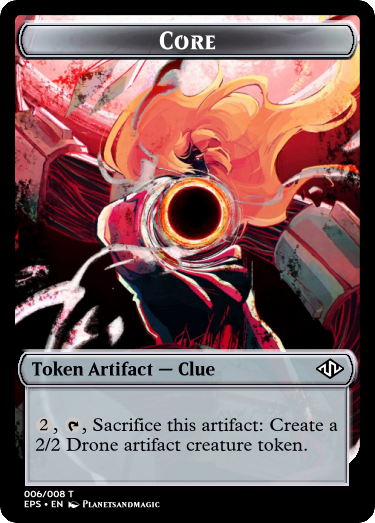 Core
Token Artifact — Clue
2, , Sacrifice this artifact: Create a
2/2 Drone artifact creature token.
006/008 T
EPS • EN Planetsandmagic